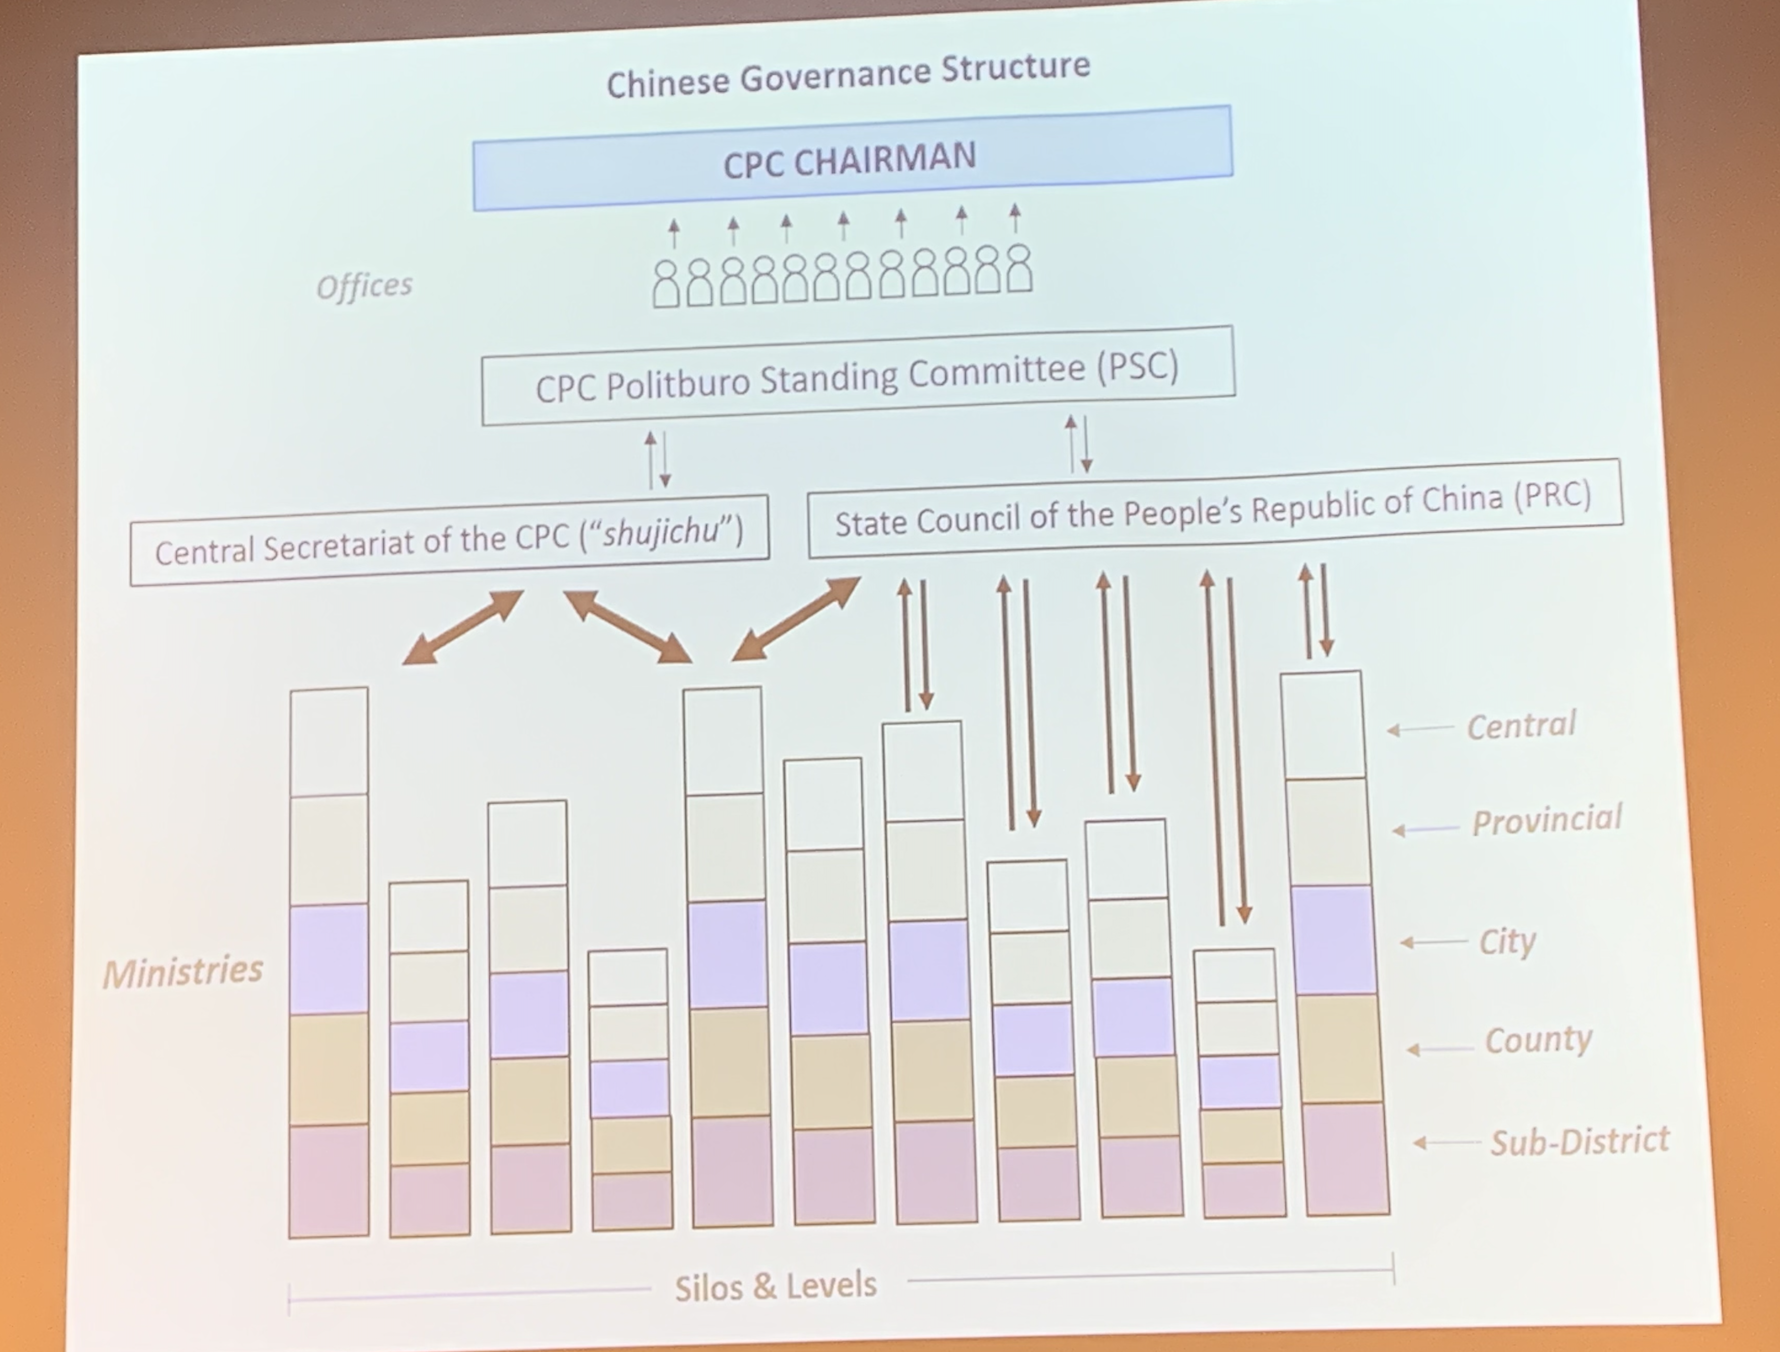 Chinese Governance Structure
CPC CHAIRMAN
Offices
CPC Politburo Standing Committee (PSC)
Central Secretariat of the CPC (“shujichu”)
State Council of the People’s Republic of China (PRC)
Central
Provincial
City
Ministries
County
Sub-District
Silos & Levels